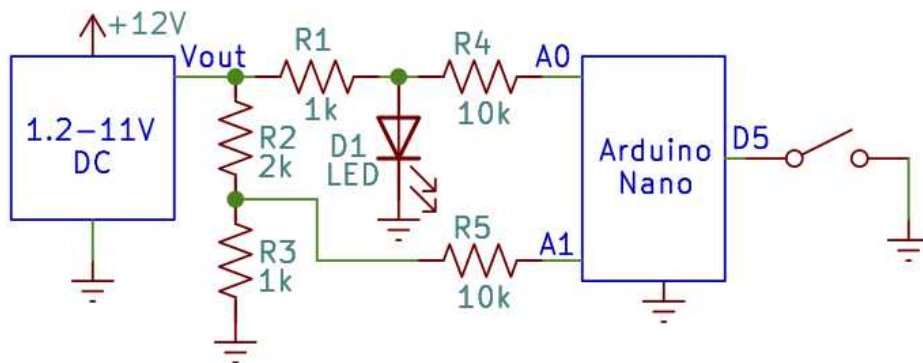 +12V
Vout
1.2-11V
DC
R1
1k
R2
2k
R3
1k
D1
LED
R4
10k
A0
R5
10k
A1
Arduino
Nano
D5